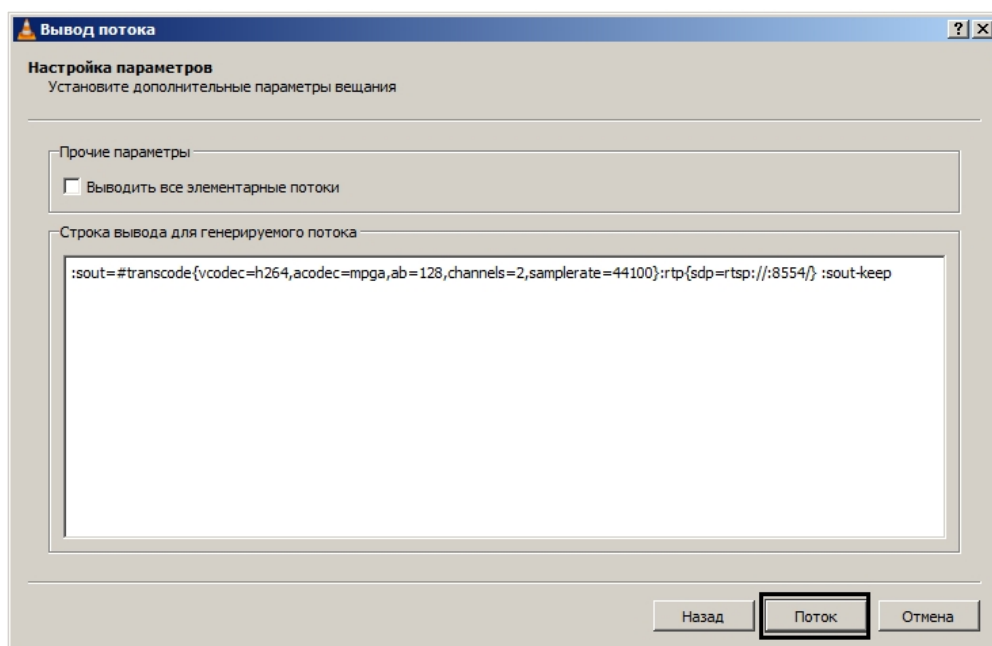 Вывод потока
Настройка параметров
Установите дополнительные параметры вещания
Прочие параметры
Выводить все элементарные потоки
Строка вывода для генерируемого потока
:sout=#transcode{vcodec=h264,acodec=mpga,ab=128,channels=2,samplerate=44100}:rtp{sdp=rtsp://:8554/} :sout-keep
Назад Поток Отмена